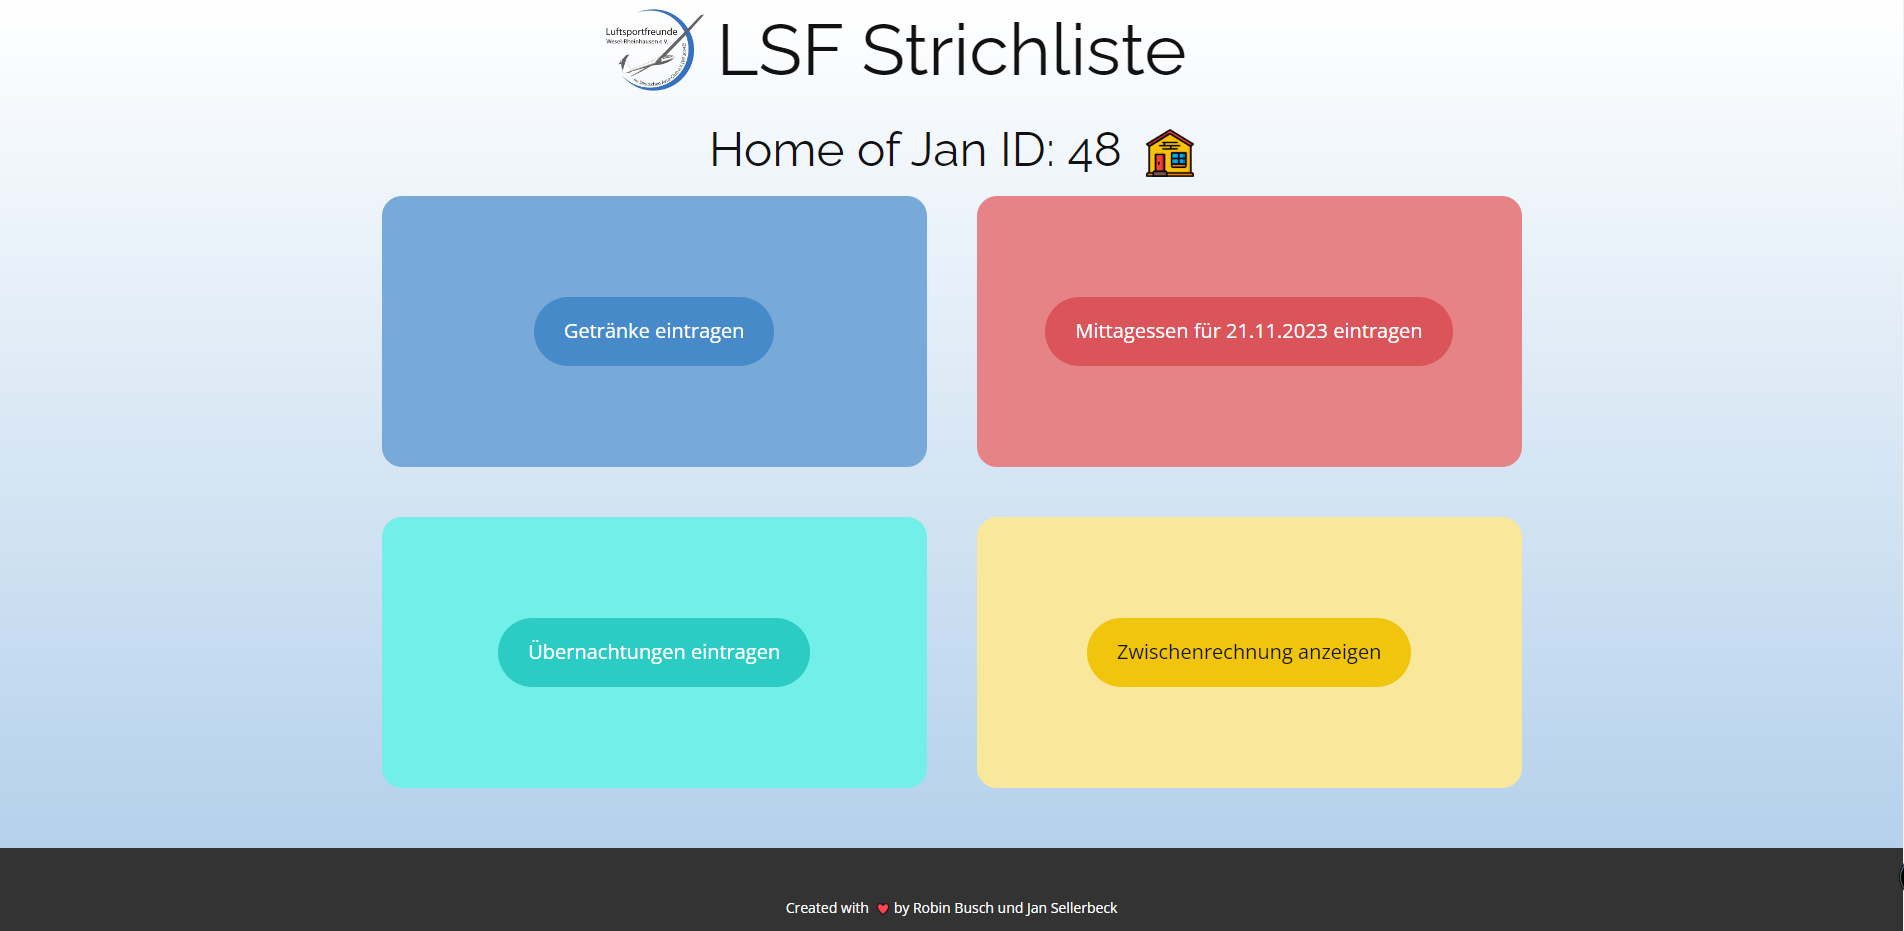 Luftsportfreunde
Wesel-Rheinhausen e.V.
LSF Strichliste
Home of Jan ID: 48
Getränke eintragen
Mittagessen für 21.11.2023 eintragen
Übernachtungen eintragen
Zwischenrechnung anzeigen
Created with by Robin Busch und Jan Sellerbeck